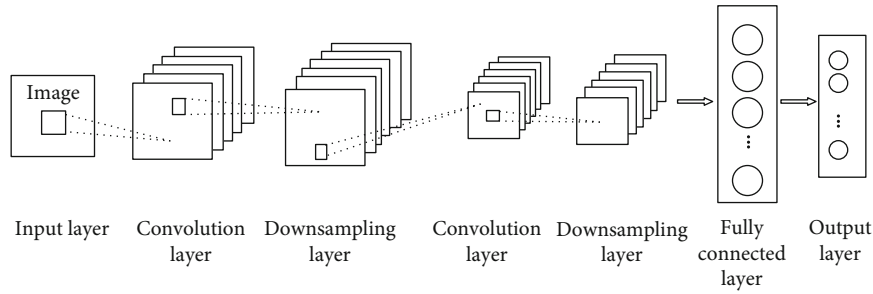 Image
Input layer
Convolution
layer
Downsampling
layer
Convolution
layer
Downsampling
layer
Fully
connected
layer
Output
layer